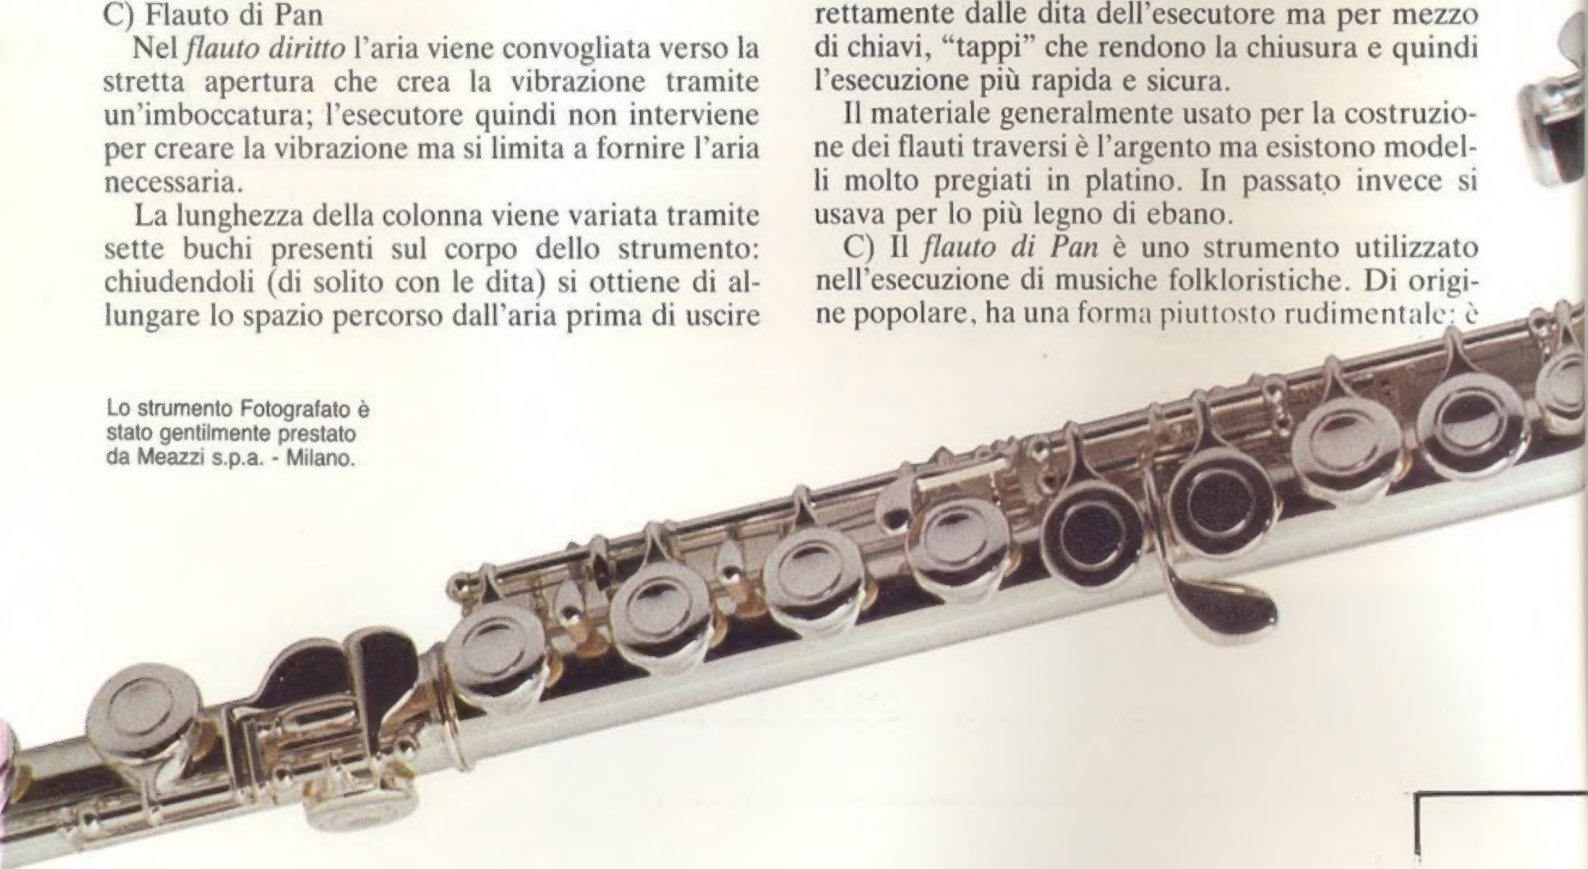 C) Flauto di Pan
Nel flauto diritto l'aria viene convogliata verso la
stretta apertura che crea la vibrazione tramite
un'imboccatura; l'esecutore quindi non interviene
per creare la vibrazione ma si limita a fornire l'aria
necessaria.
La lunghezza della colonna viene variata tramite
sette buchi presenti sul corpo dello strumento:
chiudendoli (di solito con le dita) si ottiene di al-
lungare lo spazio percorso dall'aria prima di uscire
rettamente dalle dita dell'esecutore ma per mezzo
di chiavi, "tappi" che rendono la chiusura e quindi
l'esecuzione più rapida e sicura.
Il materiale generalmente usato per la costruzio-
ne dei flauti traversi è l'argento ma esistono model-
li molto pregiati in platino. In passato invece si
usava per lo più legno di ebano.
C) Il flauto di Pan è uno strumento utilizzato
nell'esecuzione di musiche folkloristiche. Di origi-
ne popolare, ha una forma piuttosto rudimentale: è
Lo strumento Fotografato è
stato gentilmente prestato
da Meazzi s.p.a. - Milano.